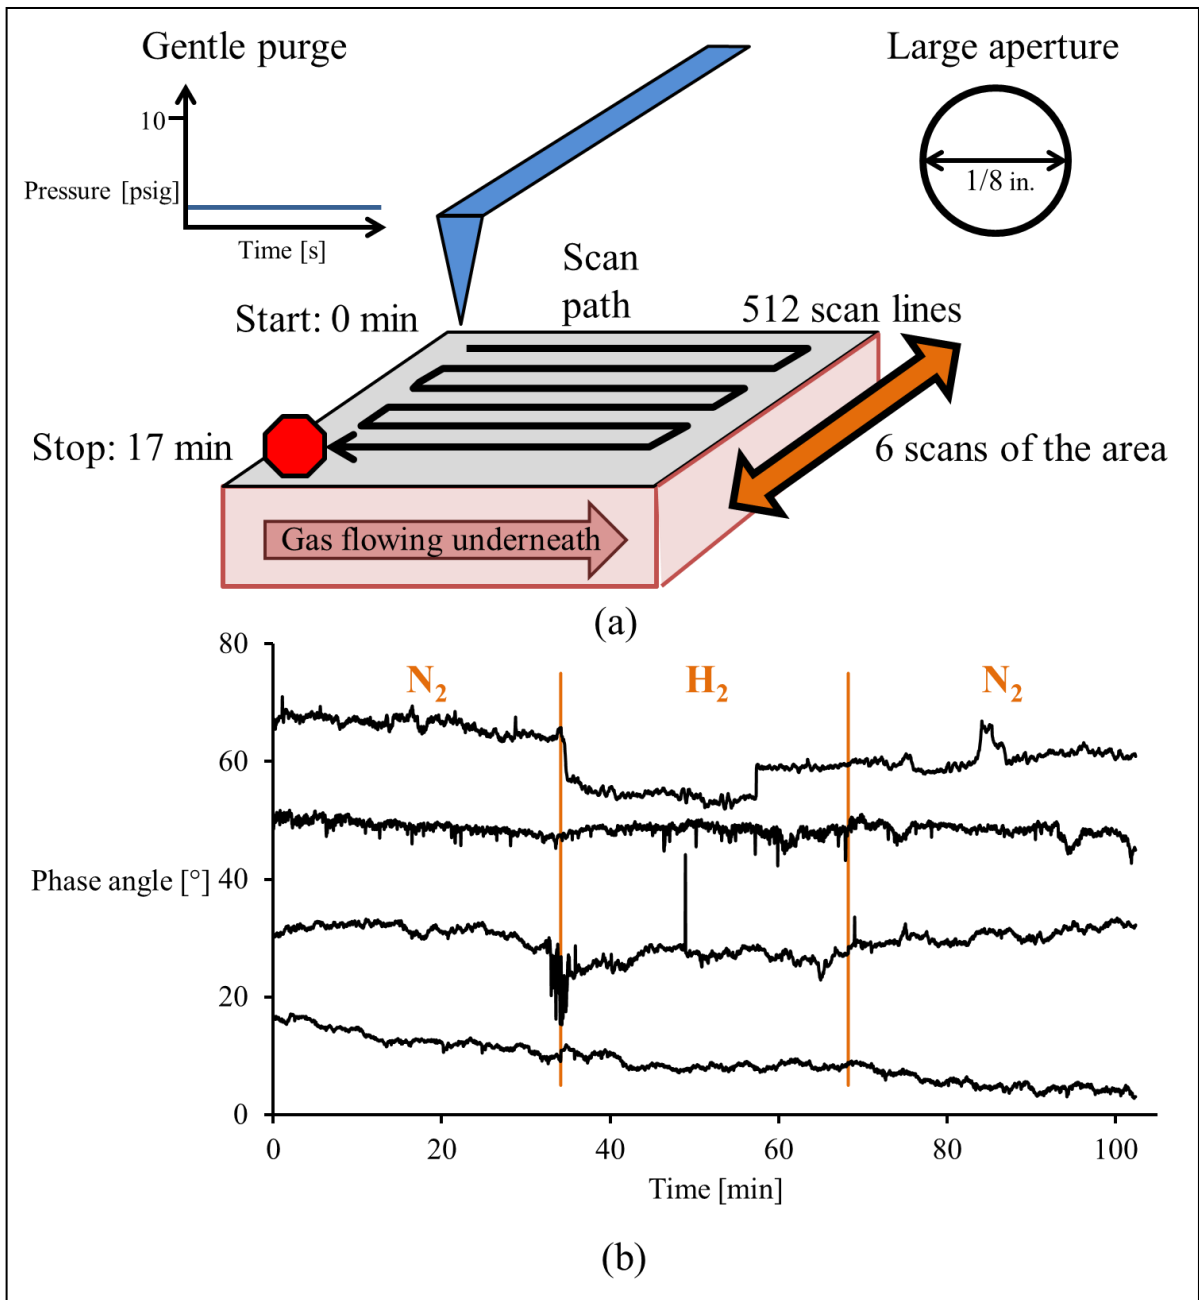 Gentle purge
Large aperture
10
Pressure [psig]
Time [s]
1/8 in.
Scan
path
Start: 0 min
512 scan lines
Stop: 17 min
6 scans of the area
Gas flowing underneath
(a)
80
60
40
20
0
Phase angle [°]
N₂
H₂
N₂
0
20
40
60
80
100
Time [min]
(b)